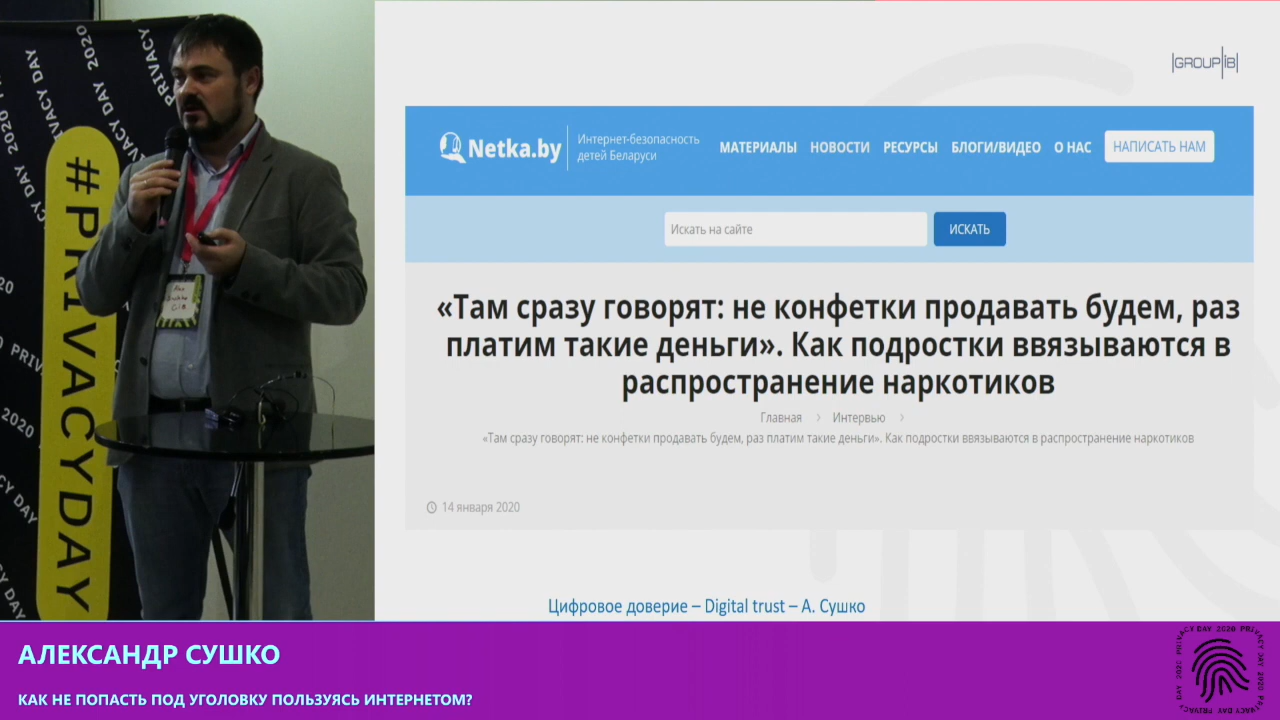 PRIVACY DAY 2020
#PRIVACYDAY
|GROUP|iB|
Netka.by
Интернет-безопасность
детей Беларуси
МАТЕРИАЛЫ НОВОСТИ РЕСУРСЫ БЛОГИ/ВИДЕО О НАС НАПИСАТЬ НАМ
Искать на сайте ИСКАТЬ
«Там сразу говорят: не конфетки продавать будем, раз
платим такие деньги». Как подростки ввязываются в
распространение наркотиков
Главная > Интервью >
«Там сразу говорят: не конфетки продавать будем, раз платим такие деньги». Как подростки ввязываются в распространение наркотиков
14 января 2020
Цифровое доверие – Digital trust – А. Сушко
АЛЕКСАНДР СУШКО
КАК НЕ ПОПАСТЬ ПОД УГОЛОВКУ ПОЛЬЗУЯСЬ ИНТЕРНЕТОМ?
PRIVACY DAY 2020